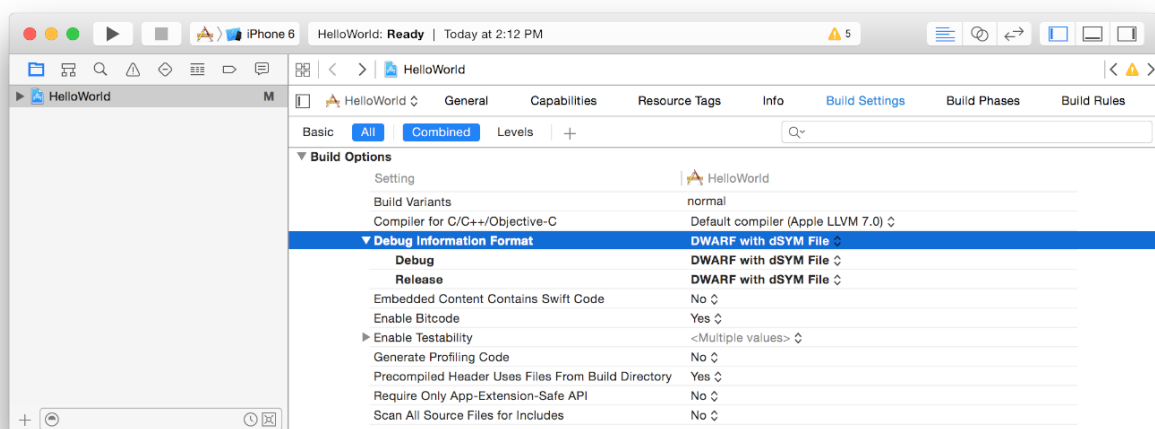 iPhone 6 HelloWorld: Ready | Today at 2:12 PM 5
HelloWorld
HelloWorld M
HelloWorld General Capabilities Resource Tags Info Build Settings Build Phases Build Rules
Basic All Combined Levels +
Build Options
Setting HelloWorld
Build Variants normal
Compiler for C/C++/Objective-C Default compiler (Apple LLVM 7.0)
Debug Information Format DWARF with dSYM File
Debug DWARF with dSYM File
Release DWARF with dSYM File
Embedded Content Contains Swift Code No
Enable Bitcode Yes
Enable Testability <Multiple values>
Generate Profiling Code No
Precompiled Header Uses Files From Build Directory Yes
Require Only App-Extension-Safe API No
Scan All Source Files for Includes No